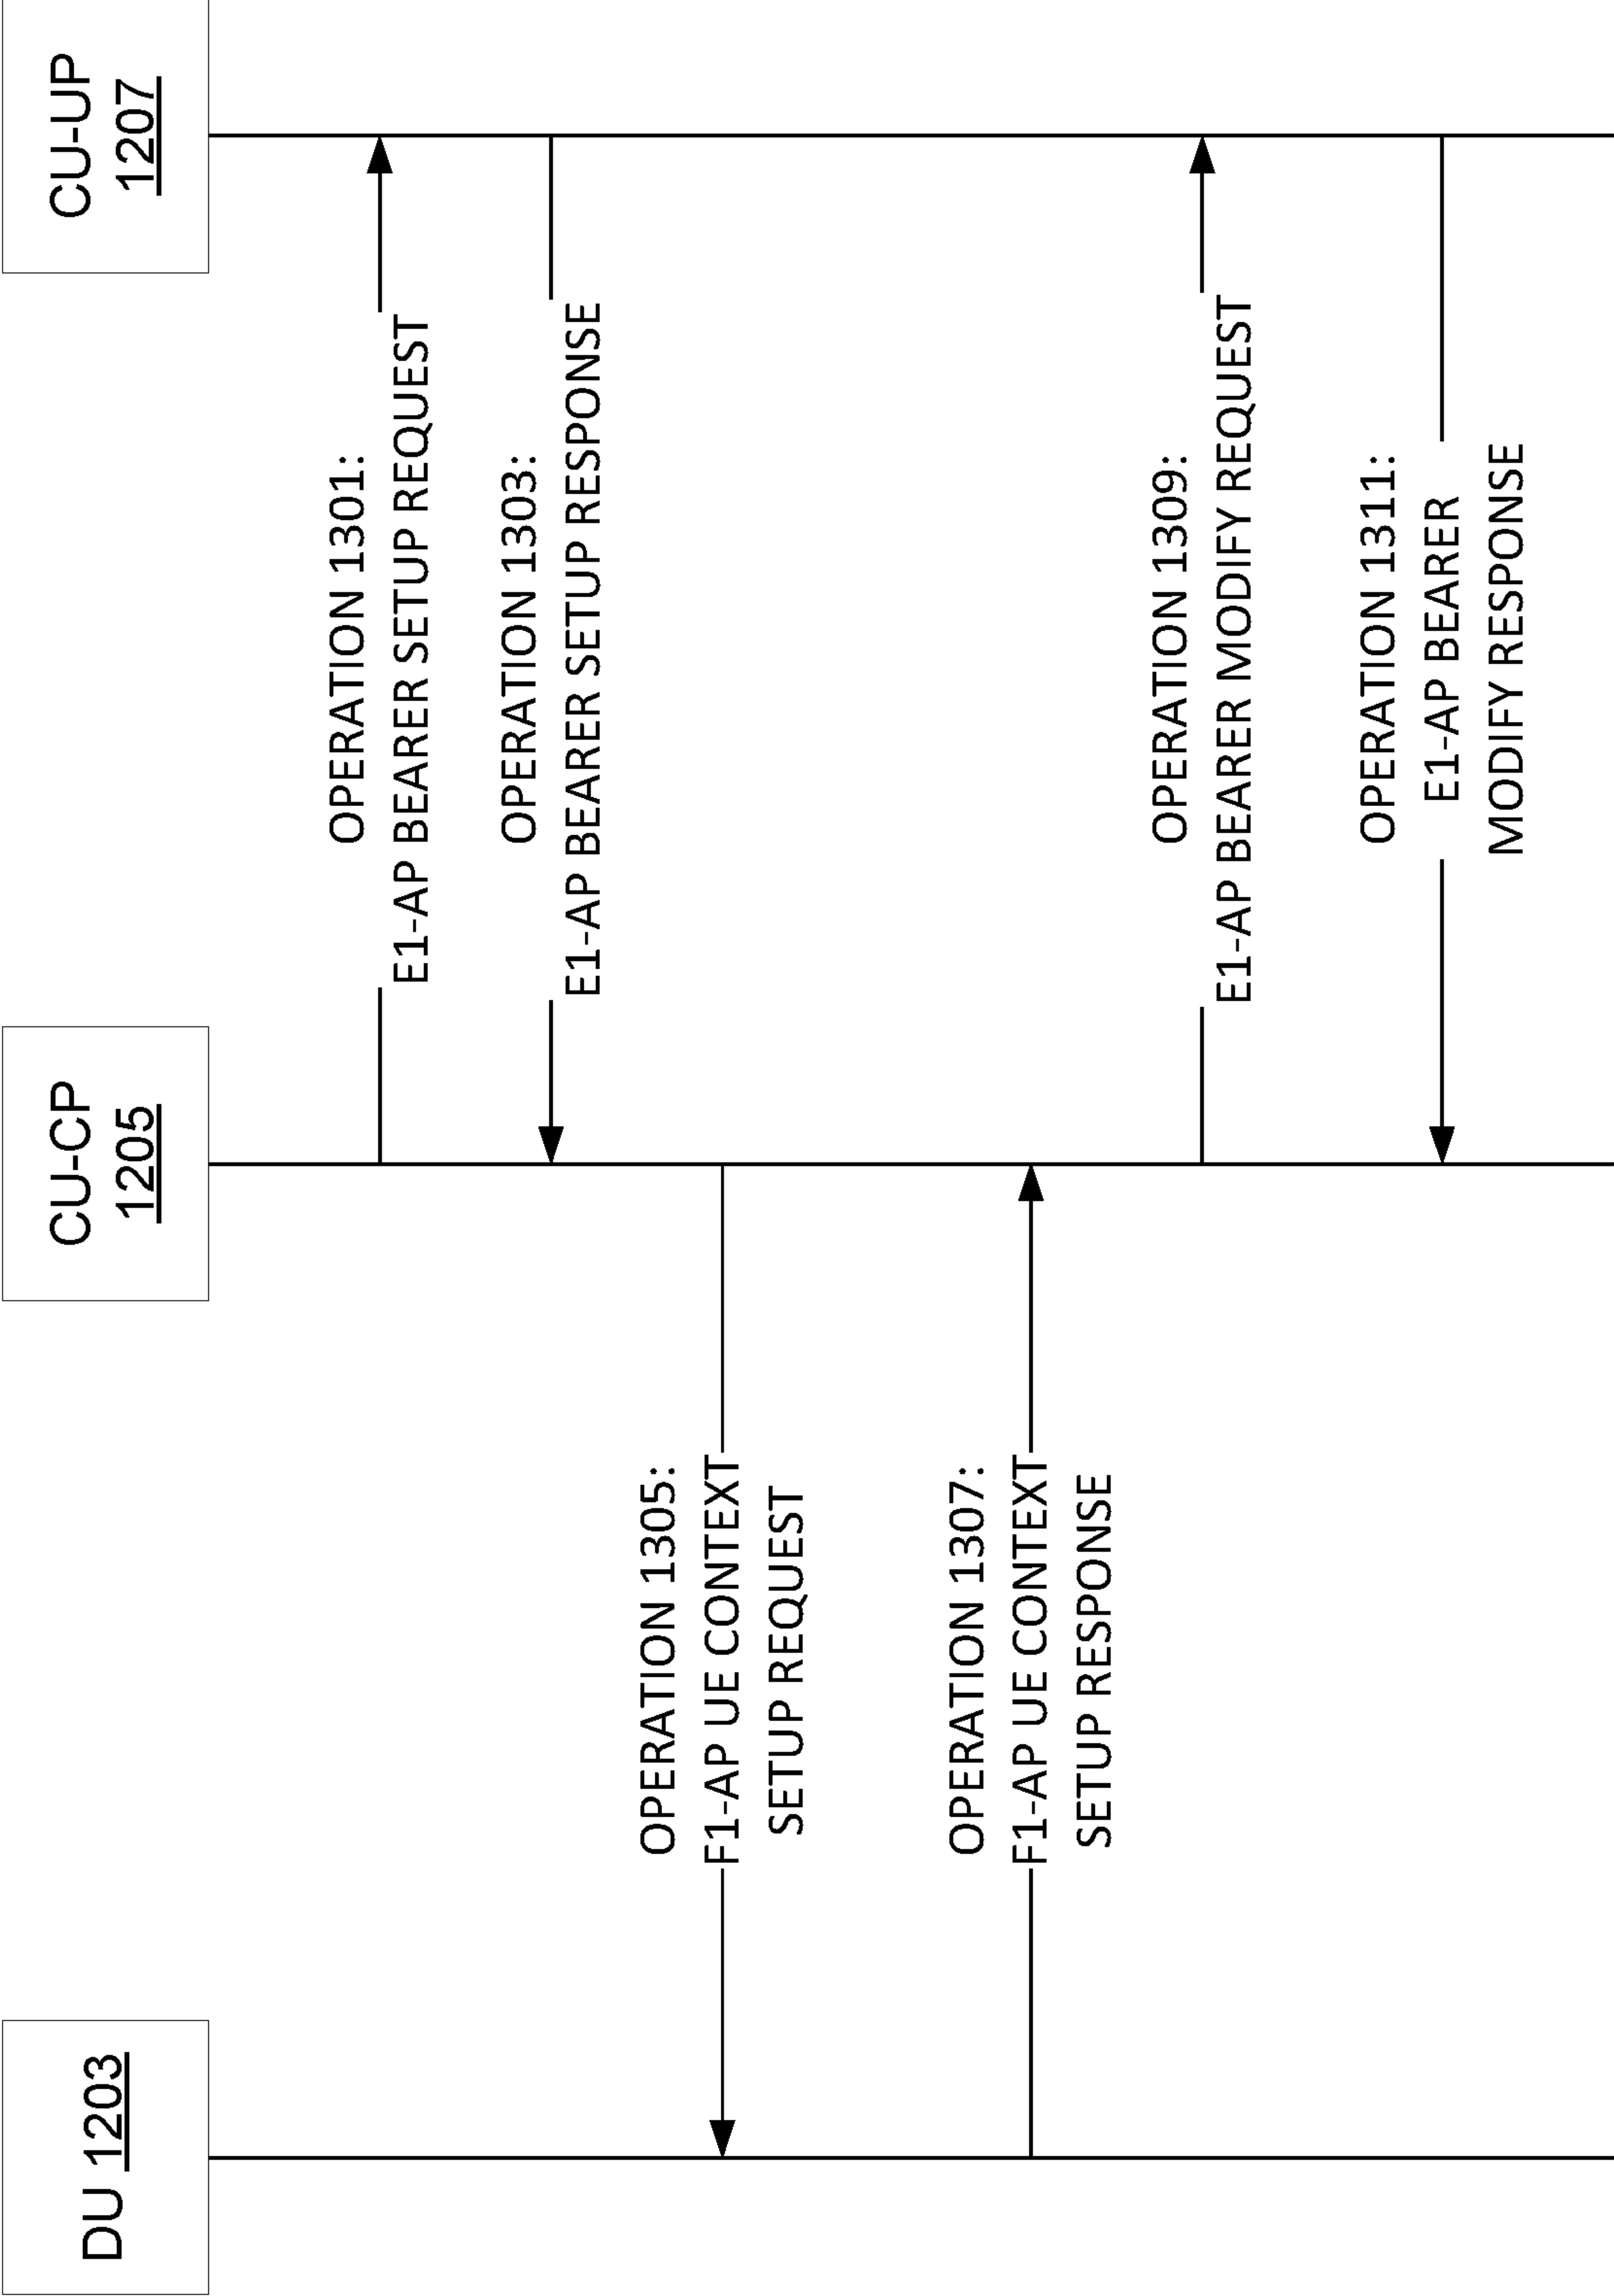 DU 1203
CU-CP
1205
CU-UP
1207
OPERATION 1301:
E1-AP BEARER SETUP REQUEST
OPERATION 1303:
E1-AP BEARER SETUP RESPONSE
OPERATION 1305:
F1-AP UE CONTEXT
SETUP REQUEST
OPERATION 1307:
F1-AP UE CONTEXT
SETUP RESPONSE
OPERATION 1309:
E1-AP BEARER MODIFY REQUEST
OPERATION 1311:
E1-AP BEARER
MODIFY RESPONSE